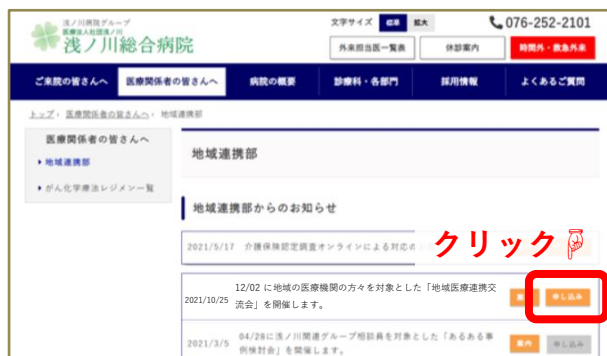 浅ノ川病院グループ
医療法人社団浅ノ川
浅ノ川総合病院
文字サイズ 標準 拡大
076-252-2101
外来担当医一覧表 休診案内 時間外・救急外来
ご来院の皆さんへ 医療関係者の皆さんへ 病院の概要 診療科・各部門 採用情報 よくあるご質問
トップ › 医療関係者の皆さんへ › 地域連携部
医療関係者の皆さんへ
地域連携部
がん化学療法レジメン一覧
地域連携部
地域連携部からのお知らせ
2021/5/17 介護保険認定調査オンラインによる対応の
クリック☟
2021/10/25 12/02 に地域の医療機関の方々を対象とした「地域医療連携交
流会」を開催します。
申し込み
2021/3/5 04/28に浅ノ川関連グループ相談員を対象とした「あるある事
例検討会」を開催します。
案内 申し込み